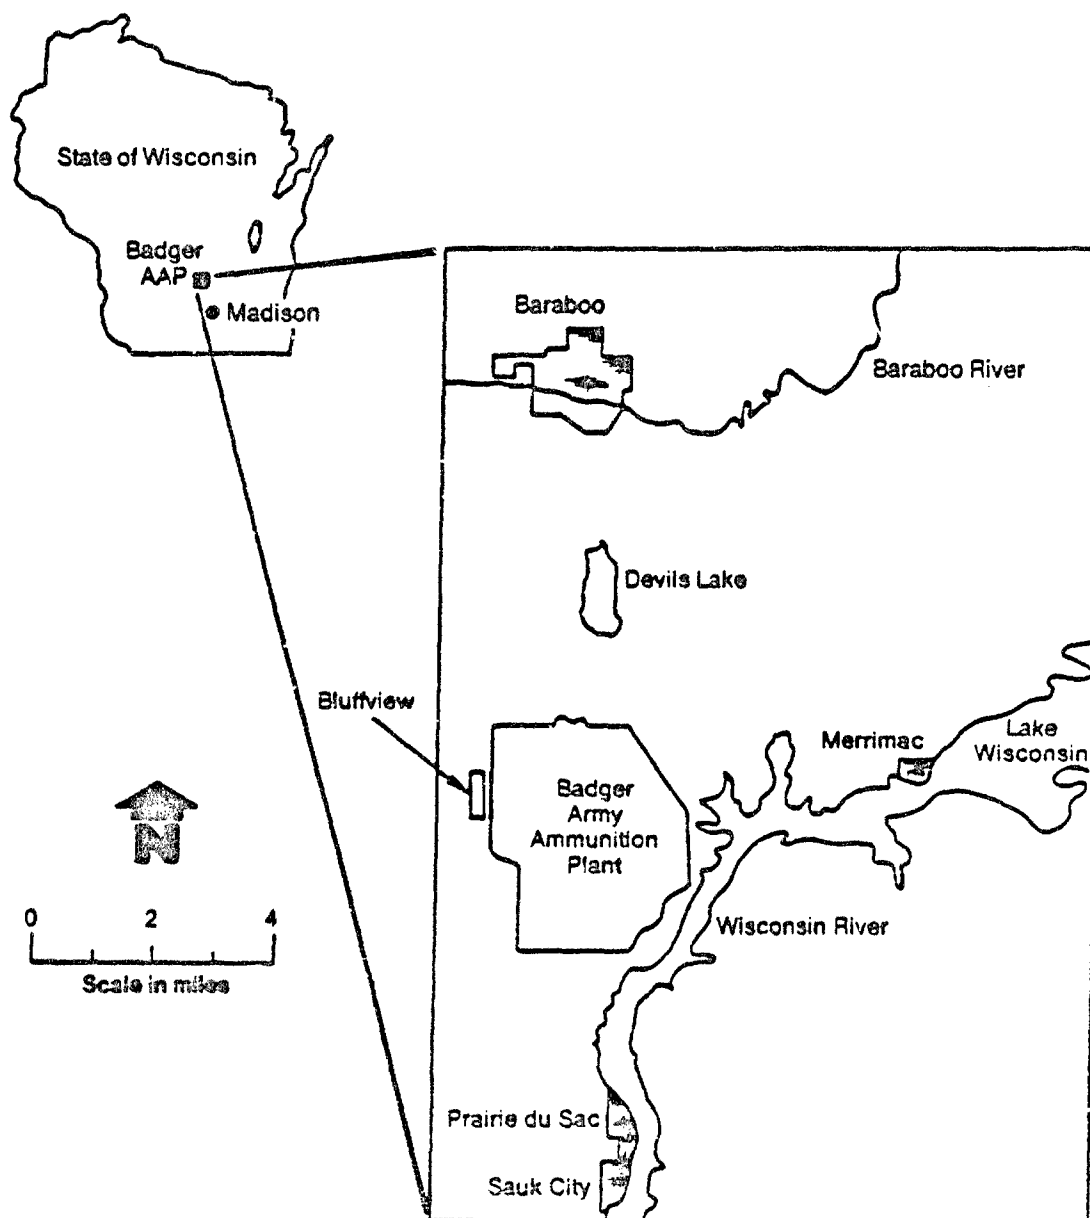 State of Wisconsin
Badger
AAP
Madison
Baraboo
Baraboo River
Devils Lake
Bluffview
Merrimac
Lake
Wisconsin
Badger
Army
Ammunition
Plant
N
0 2 4
Scale in miles
Wisconsin River
Prairie du Sac
Sauk City